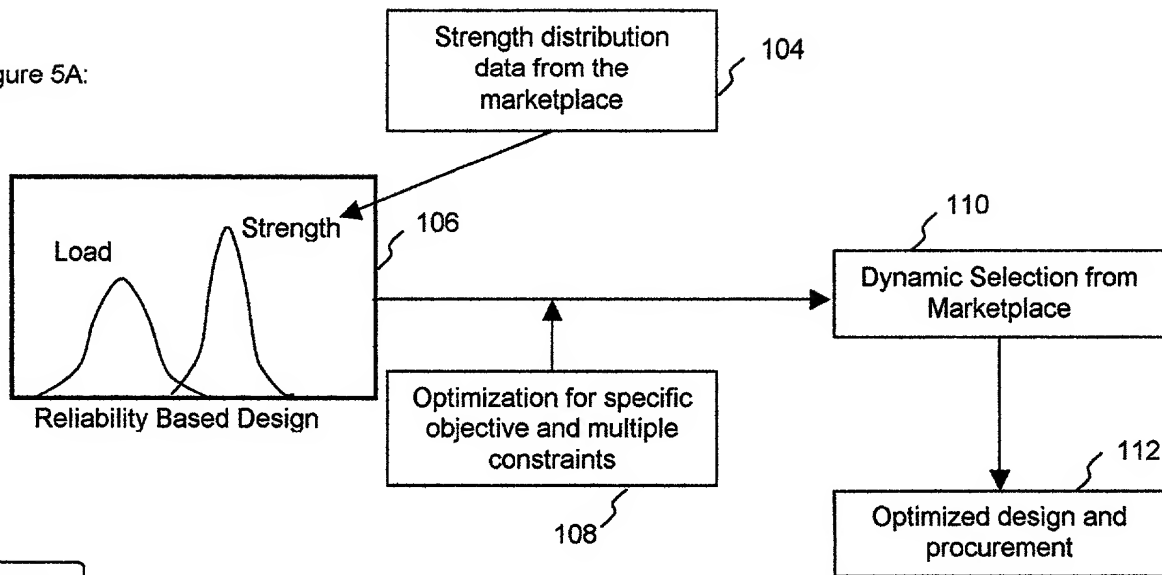 Strength distribution
data from the
marketplace
104
gure 5A:
Strength
106
Load
110
Dynamic Selection from
Marketplace
Reliability Based Design
Optimization for specific
objective and multiple
constraints
108
112
Optimized design and
procurement